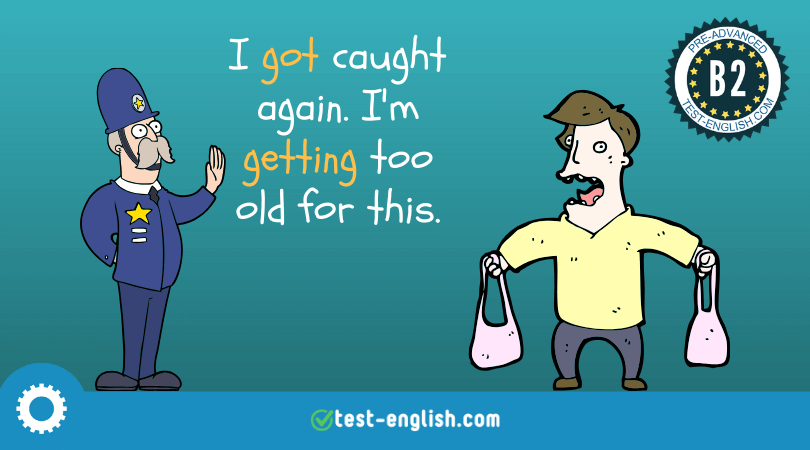 I got caught
again. I'm
getting too
old for this.
PRE-ADVANCED
B2
TEST-ENGLISH.COM
test-english.com